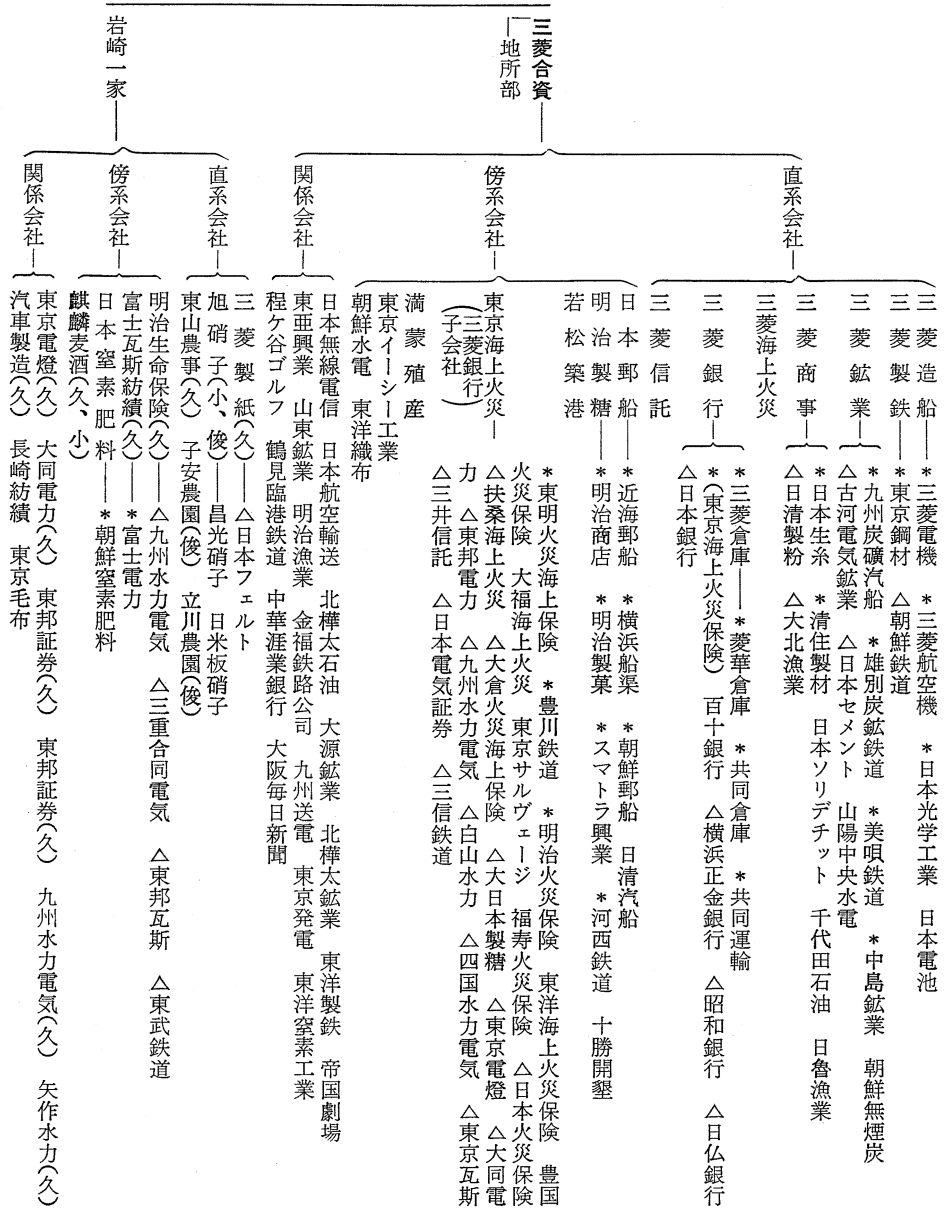 三菱合資
地所部
直系会社
三菱造船――*三菱電機 *三菱航空機 *日本光学工業 日本電池
三菱製鉄――*東京鋼材 △朝鮮鉄道
三菱鉱業
*九州炭礦汽船 *雄別炭鉱鉄道 *美唄鉄道 *中島鉱業 朝鮮無煙炭
△古河電気鉱業 △日本セメント 山陽中央水電
三菱商事
*日本生糸 *清住製材 日本ソリデチット 千代田石油 日魯漁業
△日清製粉 △大北漁業
三菱海上火災
三菱銀行
*三菱倉庫――*菱華倉庫 *共同倉庫 *共同運輸
*(東京海上火災保険) 百十銀行 △横浜正金銀行 △昭和銀行 △日仏銀行
△日本銀行
三菱信託
傍系会社
日本郵船――*近海郵船 *横浜船渠 *朝鮮郵船 日清汽船
明治製糖――*明治商店 *明治製菓 *スマトラ興業 *河西鉄道 十勝開墾
若松築港
東京海上火災
(三菱銀行子会社)
*東明火災海上保険 *豊川鉄道 *明治火災保険 東洋海上火災保険 豊国
火災保険 大福海上火災 東京サルヴェージ 福寿火災保険 △日本火災保険
△扶桑海上火災 △大倉火災海上保険 △大日本製糖 △東京電燈 △大同電
力 △東邦電力 △九州水力電気 △白山水力 △四国水力電気 △東京瓦斯
△三井信託 △日本電気証券 △三信鉄道
満蒙殖産
東京イーシー工業
朝鮮水電 東洋織布
関係会社
日本無線電信 日本航空輸送 北樺太石油 大源鉱業 北樺太鉱業 東洋製鉄 帝国劇場
東亜興業 山東鉱業 明治漁業 金福鉄路公司 九州送電 東京発電 東洋窒素工業
程ケ谷ゴルフ 鶴見臨港鉄道 中華滙業銀行 大阪毎日新聞
岩崎一家
直系会社
三菱製紙(久)――△日本フェルト
旭硝子(小、俊)――昌光硝子 日米板硝子
東山農事(久) 子安農園(俊) 立川農園(俊)
傍系会社
明治生命保険(久)――△九州水力電気 △三重合同電気 △東邦瓦斯 △東武鉄道
富士瓦斯紡績(久)――*富士電力
日本窒素肥料――*朝鮮窒素肥料
麒麟麦酒(久、小)
関係会社
東京電燈(久) 大同電力(久) 東邦証券(久) 東邦証券(久) 九州水力電気(久) 矢作水力(久)
汽車製造(久) 長崎紡績 東京毛布